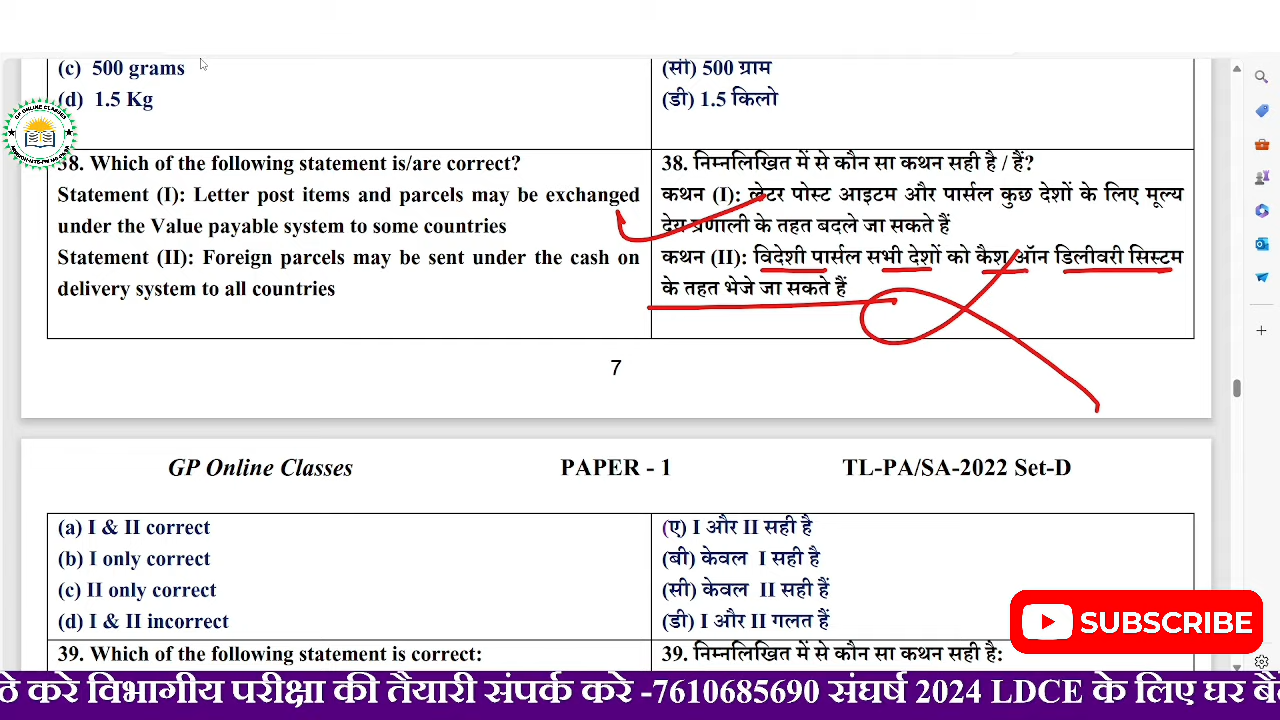 (c) 500 grams
(d) 1.5 Kg
(सी) 500 ग्राम
(डी) 1.5 किलो
GP ONLINE CLASSES
38. Which of the following statement is/are correct?
Statement (I): Letter post items and parcels may be exchanged
under the Value payable system to some countries
Statement (II): Foreign parcels may be sent under the cash on
delivery system to all countries
38. निम्नलिखित में से कौन सा कथन सही है / हैं?
कथन (I): लेटर पोस्ट आइटम और पार्सल कुछ देशों के लिए मूल्य
देय प्रणाली के तहत बदले जा सकते हैं
कथन (II): विदेशी पार्सल सभी देशों को कैश ऑन डिलीवरी सिस्टम
के तहत भेजे जा सकते हैं
7
GP Online Classes PAPER - 1 TL-PA/SA-2022 Set-D
(a) I & II correct
(b) I only correct
(c) II only correct
(d) I & II incorrect
(ए) I और II सही है
(बी) केवल I सही है
(सी) केवल II सही हैं
(डी) I और II गलत हैं
39. Which of the following statement is correct:
39. निम्नलिखित में से कौन सा कथन सही है:
SUBSCRIBE
ठे करे विभागीय परीक्षा की तैयारी संपर्क करे -7610685690 संघर्ष 2024 LDCE के लिए घर बै